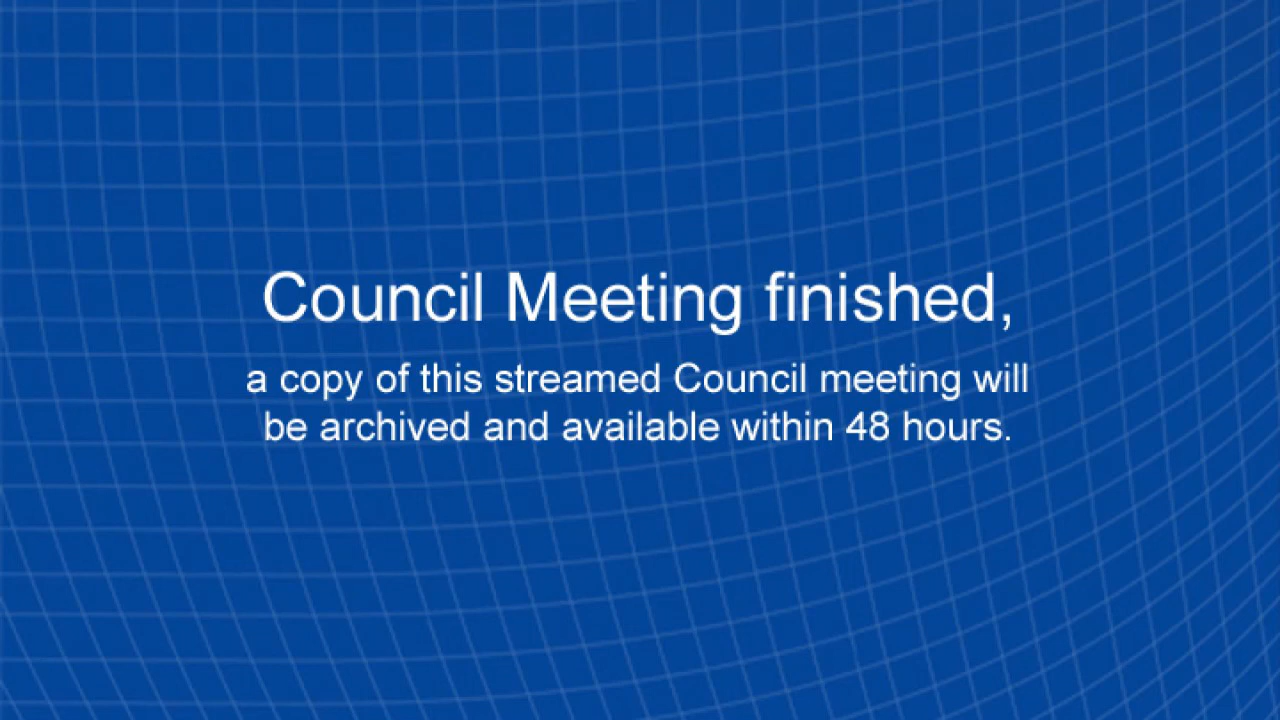 Council Meeting finished,
a copy of this streamed Council meeting will
be archived and available within 48 hours.